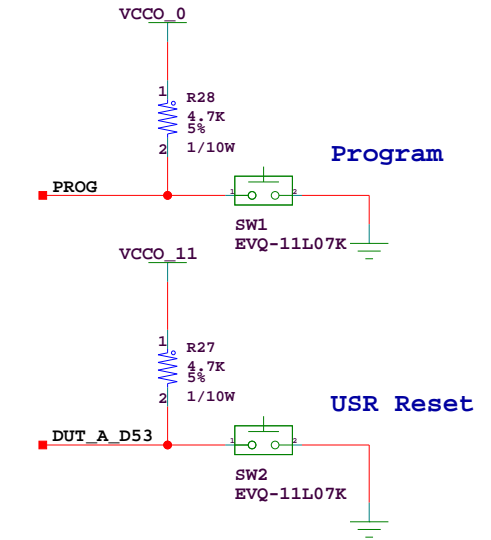 VCCO_0
1
R28
4.7K
5%
2
1/10W
Program
PROG
1
2
SW1
EVQ-11L07K
VCCO_11
1
R27
4.7K
5%
2
1/10W
USR Reset
DUT_A_D53
1
2
SW2
EVQ-11L07K